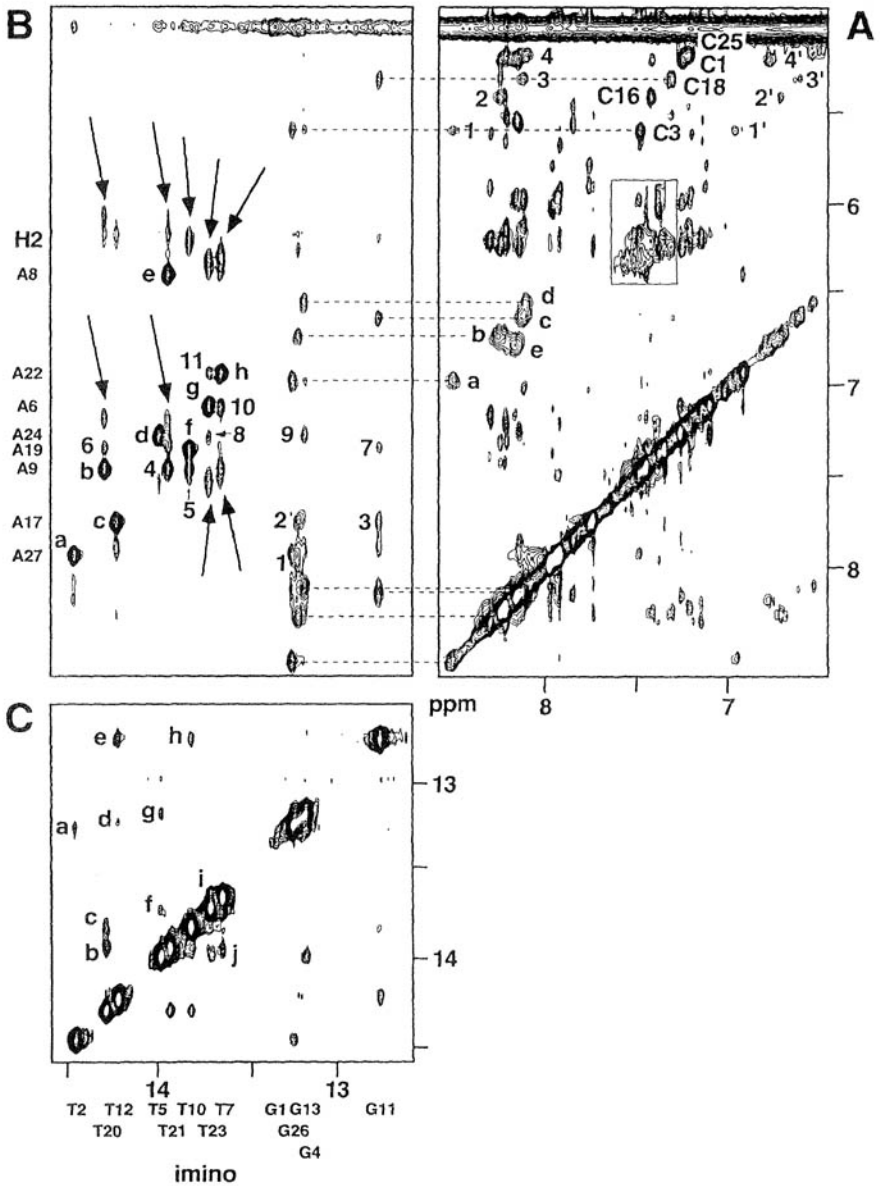 B
A
C25
4
C1
4'
3
C18
3'
2
C16
2'
1
C3
1'
6
H2
A8
e
d
c
b
e
a
A22
11
h
7
g
A6
10
A24
d
f
8
9
A19
6
7
A9
b
4
5
A17
c
2'
3
a
A27
1
8
ppm
8
7
C
e
h
13
g
a
d
i
f
c
b
j
14
14
13
T2
T12
T5
T10
T7
G1
G13
G11
T20
T21
T23
G26
G4
imino